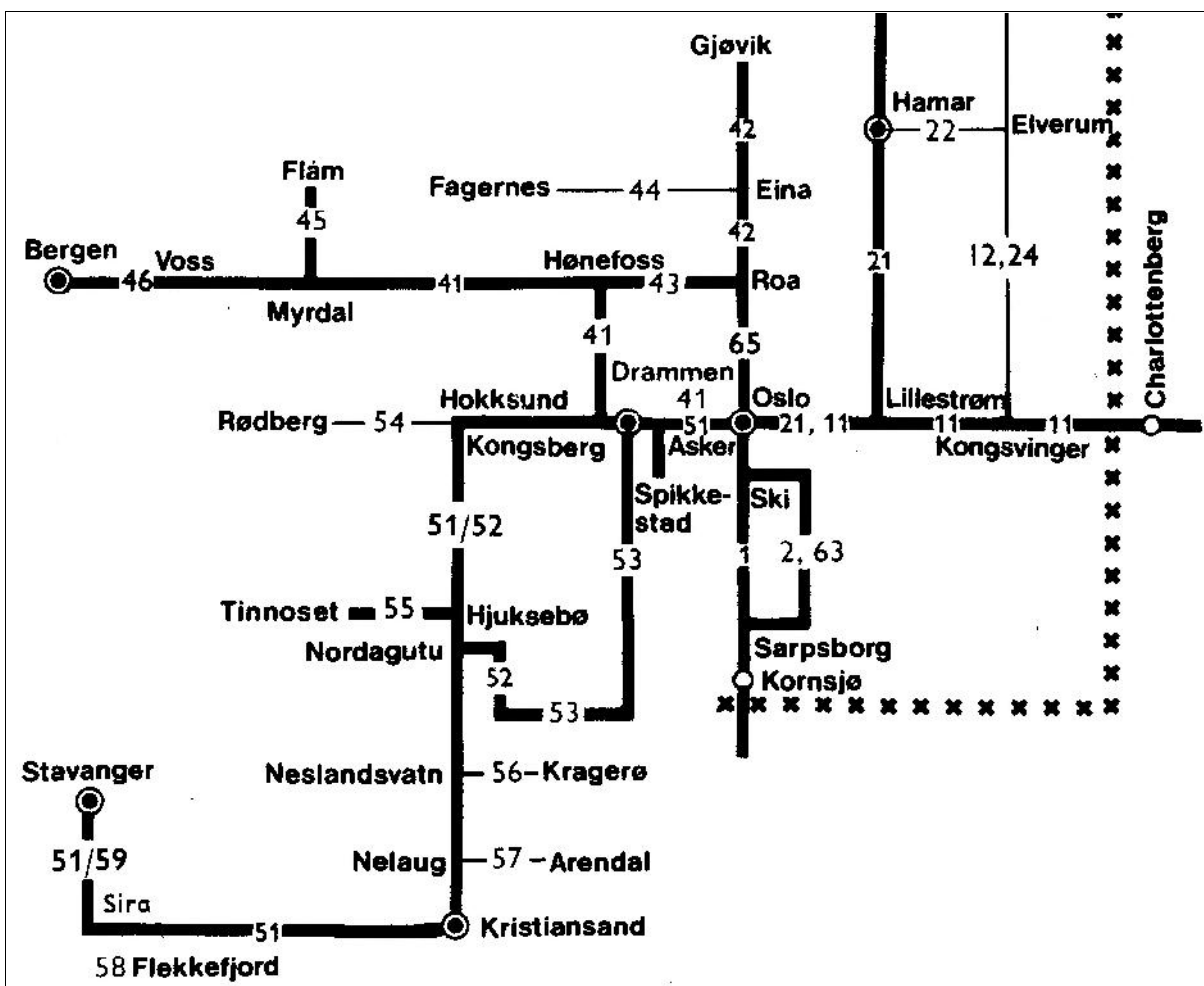 Gjøvik
Hamar
42
22
Elverum
Flåm
Fagernes 44 Eina
45
42
Bergen
Voss
Hønefoss
21
12,24
46
41
43
Roa
Myrdal
41
65
Charlottenberg
Drammen
Hokksund
41
Oslo
Lillestrøm
Rødberg 54
51
21, 11
11
11
Kongsberg
Asker
Kongsvinger
Spikke-
stad
Ski
51/52
53
1
2, 63
Tinnoset 55 Hjuksebø
Nordagutu
Sarpsborg
52
Kornsjø
53
Stavanger
Neslandsvatn 56 Kragerø
51/59
Nelaug 57 Arendal
Sira
51
Kristiansand
58 Flekkefjord